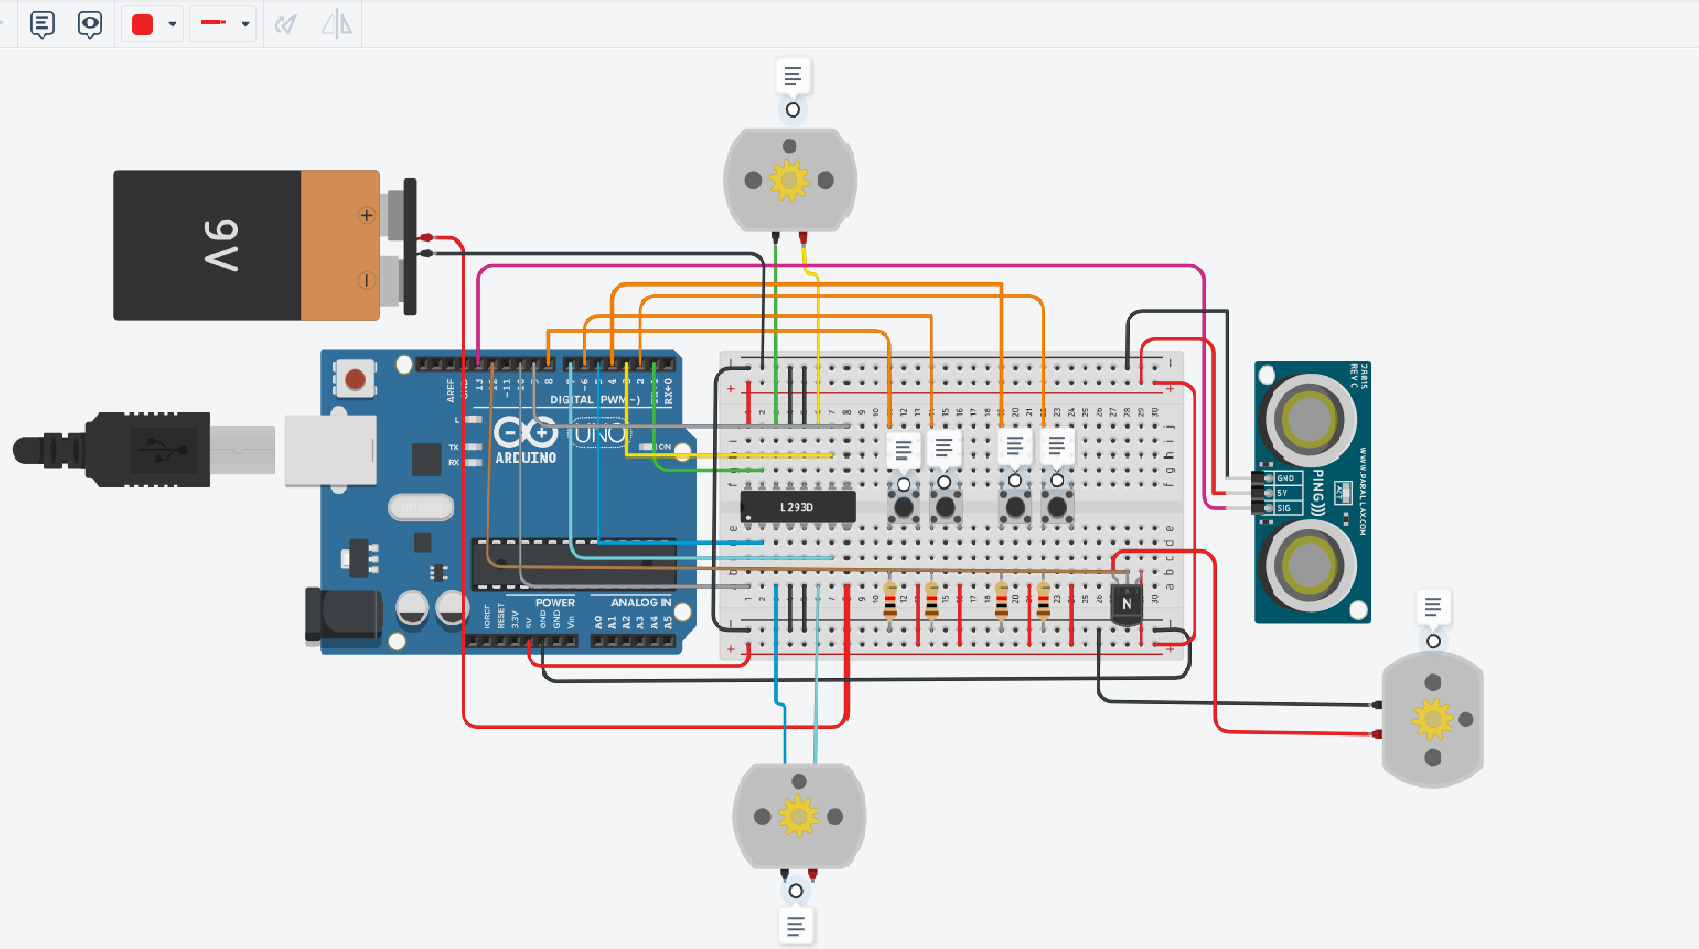 9V
+
−
AREF
GND
13
12
~11
10
9
8
7
~6
5
4
3
2
1
RX←0
DIGITAL (PWM ~)
L
TX
RX
ARDUINO
UNO
ON
IOREF
RESET
3.3V
5V
GND
GND
Vin
POWER
ANALOG IN
A0
A1
A2
A3
A4
A5
L293D
N
28015
REV C
PING)))
WWW.PARALLAX.COM
ACT
GND
5V
SIG